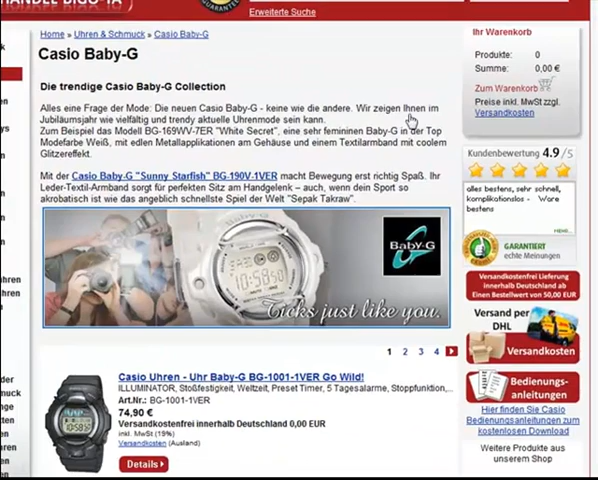 GUARANTEE
Erweiterte Suche
Home » Uhren & Schmuck » Casio Baby-G
Casio Baby-G
Die trendige Casio Baby-G Collection
Alles eine Frage der Mode: Die neuen Casio Baby-G - keine wie die andere. Wir zeigen Ihnen im
Jubiläumsjahr wie vielfältig und trendy aktuelle Uhrenmode sein kann.
Zum Beispiel das Modell BG-169WV-7ER "White Secret", eine sehr femininen Baby-G in der Top
Modefarbe Weiß, mit edlen Metallapplikationen am Gehäuse und einem Textilarmband mit coolem
Glitzereffekt.
Mit der Casio Baby-G "Sunny Starfish" BG-190V-1VER macht Bewegung erst richtig Spaß. Ihr
Leder-Textil-Armband sorgt für perfekten Sitz am Handgelenk – auch, wenn dein Sport so
akrobatisch ist wie das angeblich schnellste Spiel der Welt "Sepak Takraw".
BABY-G
Ticks just like you.
1 2 3 4
Casio Uhren - Uhr Baby-G BG-1001-1VER Go Wild!
ILLUMINATOR, Stoßfestigkeit, Weltzeit, Preset Timer, 5 Tagesalarme, Stoppfunktion,...
Art.Nr.: BG-1001-1VER
74,90 €
Versandkostenfrei innerhalb Deutschland 0,00 EUR
inkl. MwSt (19%)
Versandkosten (Ausland)
Details
Ihr Warenkorb
Produkte: 0
Summe: 0,00 €
Zum Warenkorb
Preise inkl. MwSt zzgl.
Versandkosten
Kundenbewertung 4.9/5
alles bestens, sehr schnell,
komplikationslos - Ware
bestens
MEHR...
GARANTIERT
echte Meinungen
Versandkostenfreie Lieferung
innerhalb Deutschland ab
Einen Bestellwert von 50,00 EUR
Versand per
DHL
Versandkosten
Bedienungs-
anleitungen
Hier finden Sie Casio
Bedienungsanleitungen zum
kostenlosen Download
Weitere Produkte aus
unserem Shop